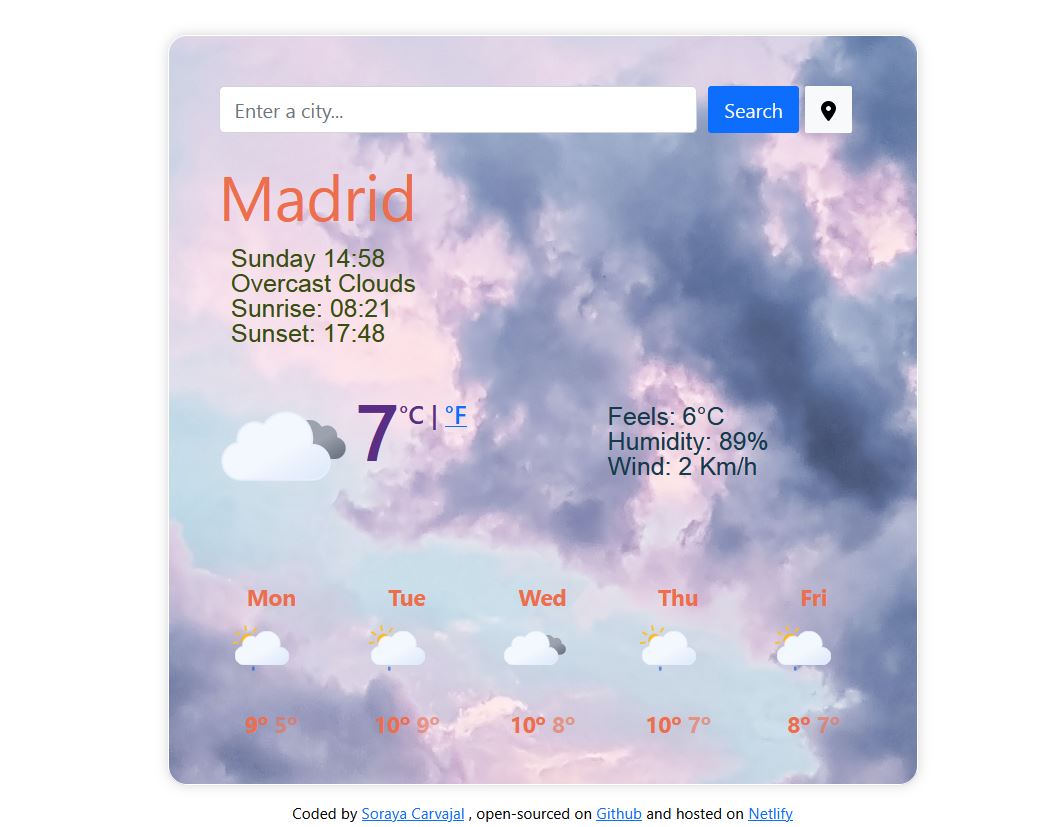 Enter a city...
Search
Madrid
Sunday 14:58
Overcast Clouds
Sunrise: 08:21
Sunset: 17:48
7 °C | °F
Feels: 6°C
Humidity: 89%
Wind: 2 Km/h
Mon Tue Wed Thu Fri
9° 5° 10° 9° 10° 8° 10° 7° 8° 7°
Coded by Soraya Carvajal , open-sourced on Github and hosted on Netlify